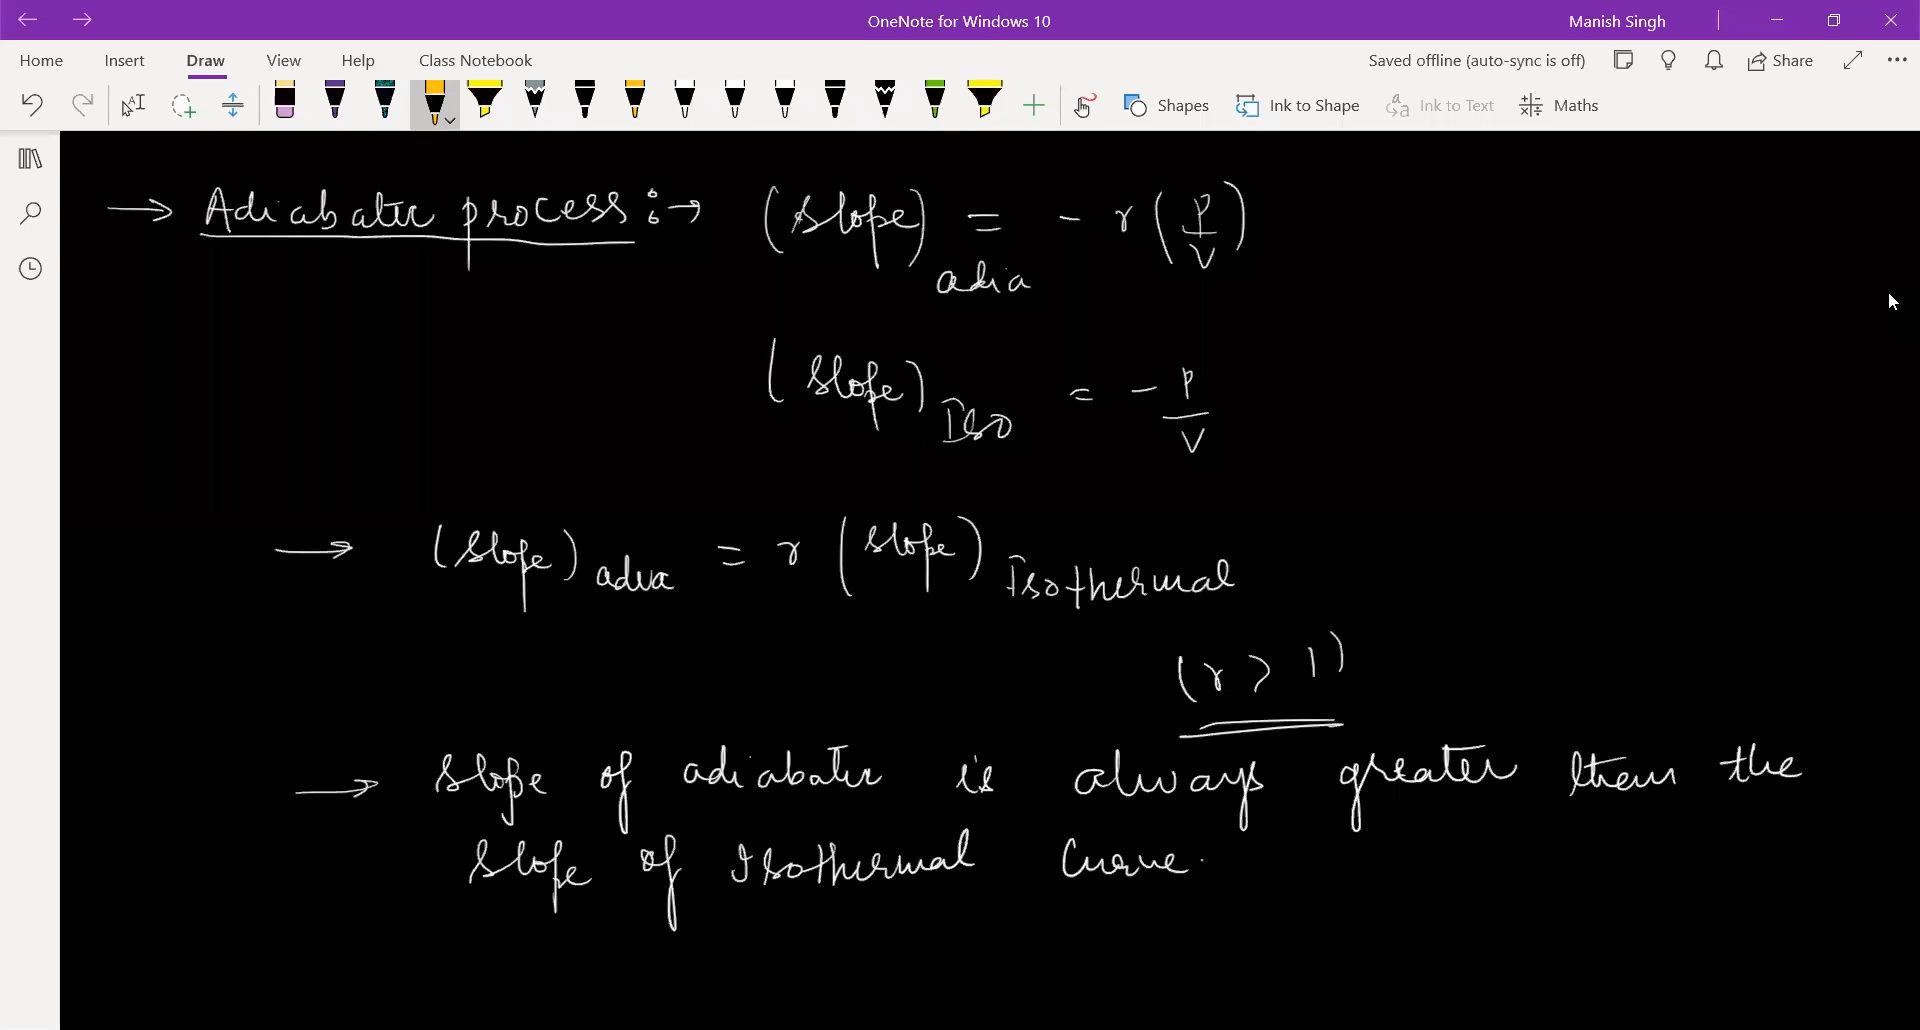 OneNote for Windows 10
Manish Singh
Home Insert Draw View Help Class Notebook
Saved offline (auto-sync is off) Share
Shapes Ink to Shape Ink to Text Maths
→ Adiabatic process :→ (Slope)adia = - r (P/V)
(Slope)Iso = - P/V
→ (Slope)adia = r (Slope)Isothermal
(r > 1)
→ Slope of adiabatic is always greater then the
Slope of Isothermal Curve.